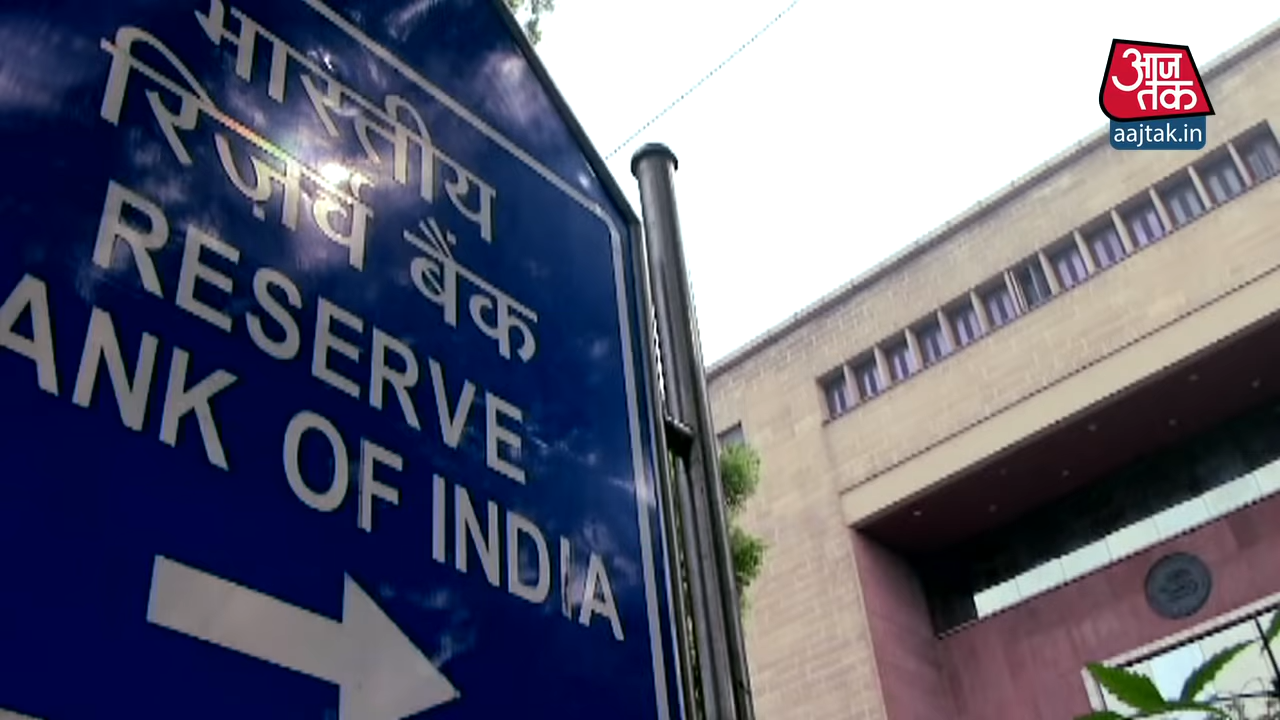 भारतीय
रिज़र्व बैंक
RESERVE
ANK OF INDIA
आज
तक
aajtak.in